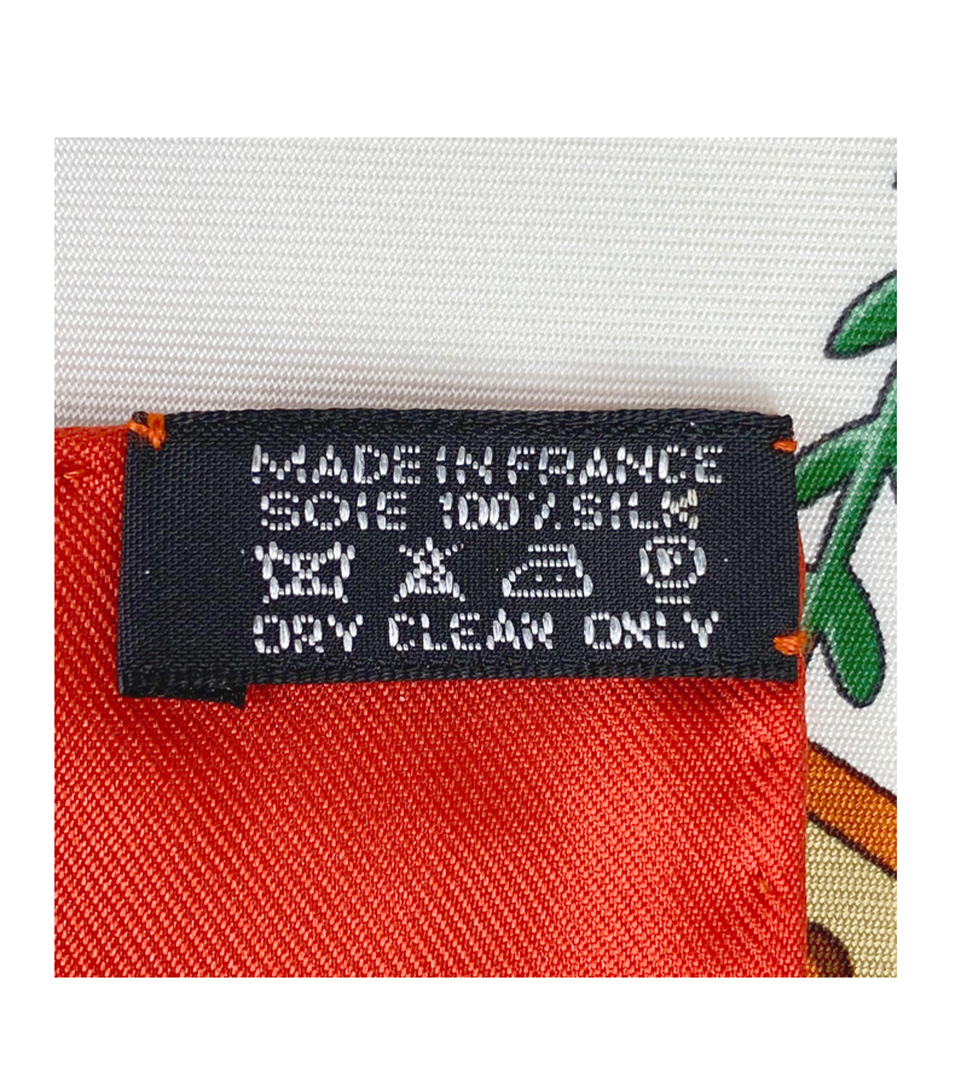 MADE IN FRANCE
SOIE 100% SILK
P
DRY CLEAN ONLY